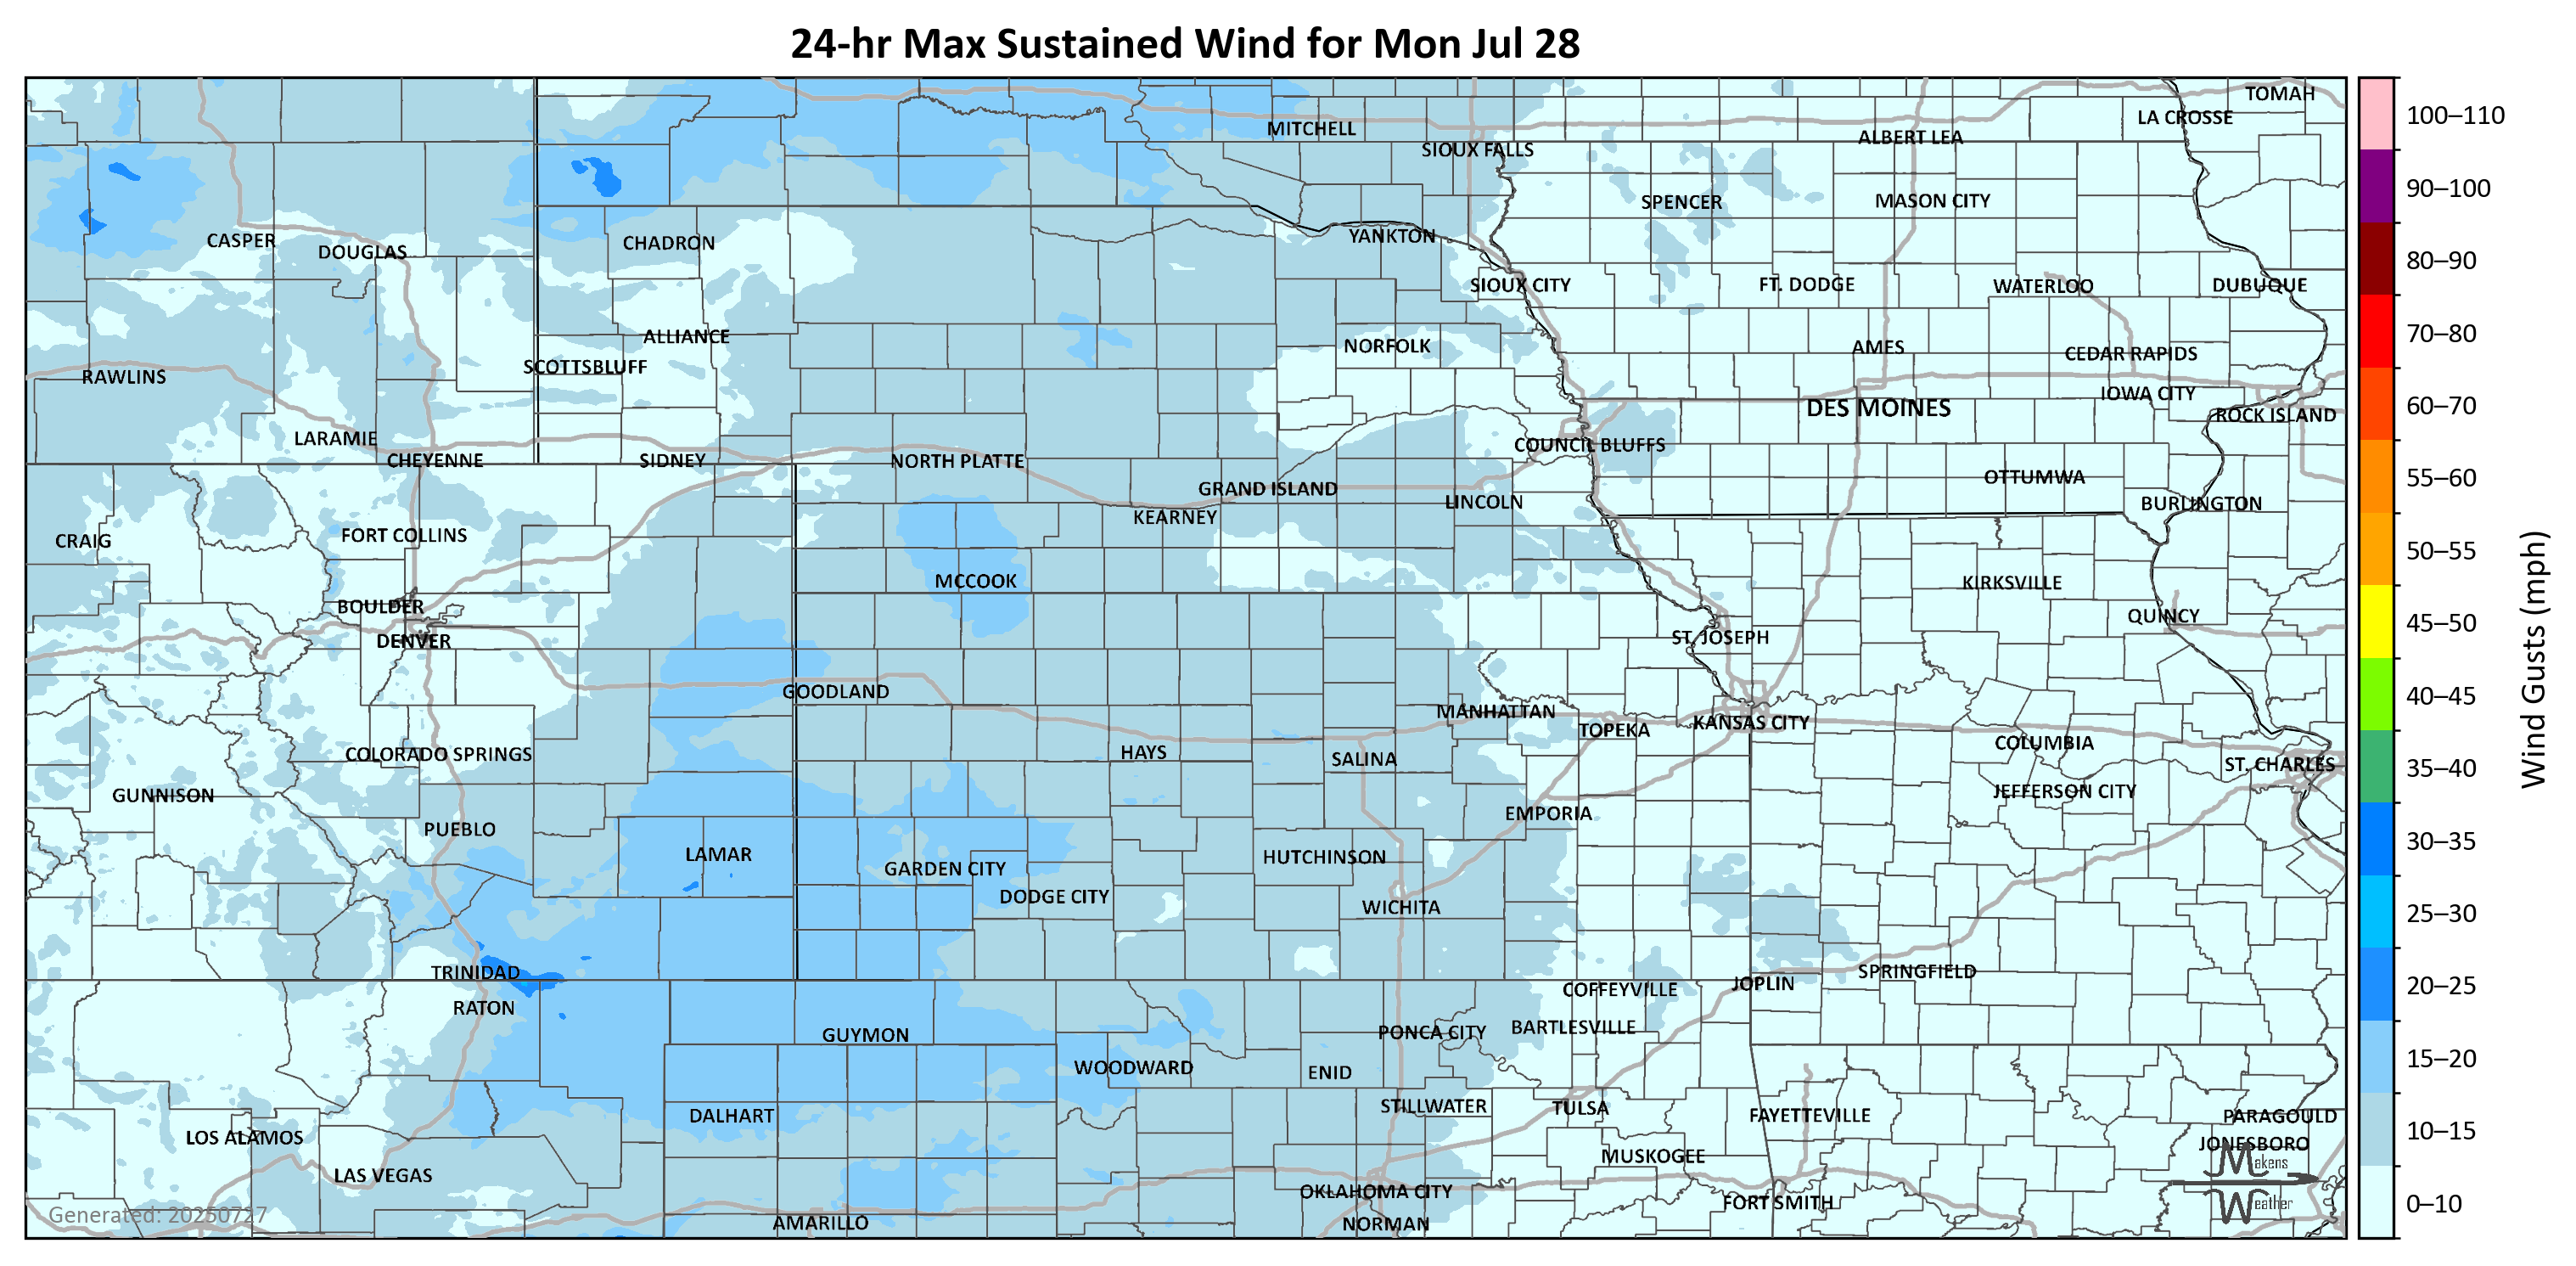 24-hr Max Sustained Wind for Mon Jul 28
TOMAH
LA CROSSE
MITCHELL
ALBERT LEA
SIOUX FALLS
SPENCER
MASON CITY
CASPER
DOUGLAS
CHADRON
YANKTON
SIOUX CITY
FT. DODGE
WATERLOO
DUBUQUE
ALLIANCE
NORFOLK
AMES
CEDAR RAPIDS
SCOTTSBLUFF
RAWLINS
IOWA CITY
DES MOINES
ROCK ISLAND
LARAMIE
COUNCIL BLUFFS
CHEYENNE
SIDNEY
NORTH PLATTE
OTTUMWA
GRAND ISLAND
LINCOLN
BURLINGTON
KEARNEY
FORT COLLINS
CRAIG
MCCOOK
KIRKSVILLE
BOULDER
QUINCY
DENVER
ST. JOSEPH
GOODLAND
MANHATTAN
TOPEKA
KANSAS CITY
COLUMBIA
COLORADO SPRINGS
HAYS
SALINA
ST. CHARLES
GUNNISON
JEFFERSON CITY
EMPORIA
PUEBLO
LAMAR
HUTCHINSON
GARDEN CITY
DODGE CITY
WICHITA
TRINIDAD
SPRINGFIELD
JOPLIN
COFFEYVILLE
RATON
BARTLESVILLE
PONCA CITY
GUYMON
WOODWARD
ENID
STILLWATER
TULSA
DALHART
FAYETTEVILLE
PARAGOULD
LOS ALAMOS
JONESBORO
MUSKOGEE
LAS VEGAS
OKLAHOMA CITY
FORT SMITH
AMARILLO
NORMAN
Generated: 20250727
Makens
Weather
100–110
90–100
80–90
70–80
60–70
55–60
50–55
45–50
40–45
35–40
30–35
25–30
20–25
15–20
10–15
0–10
Wind Gusts (mph)